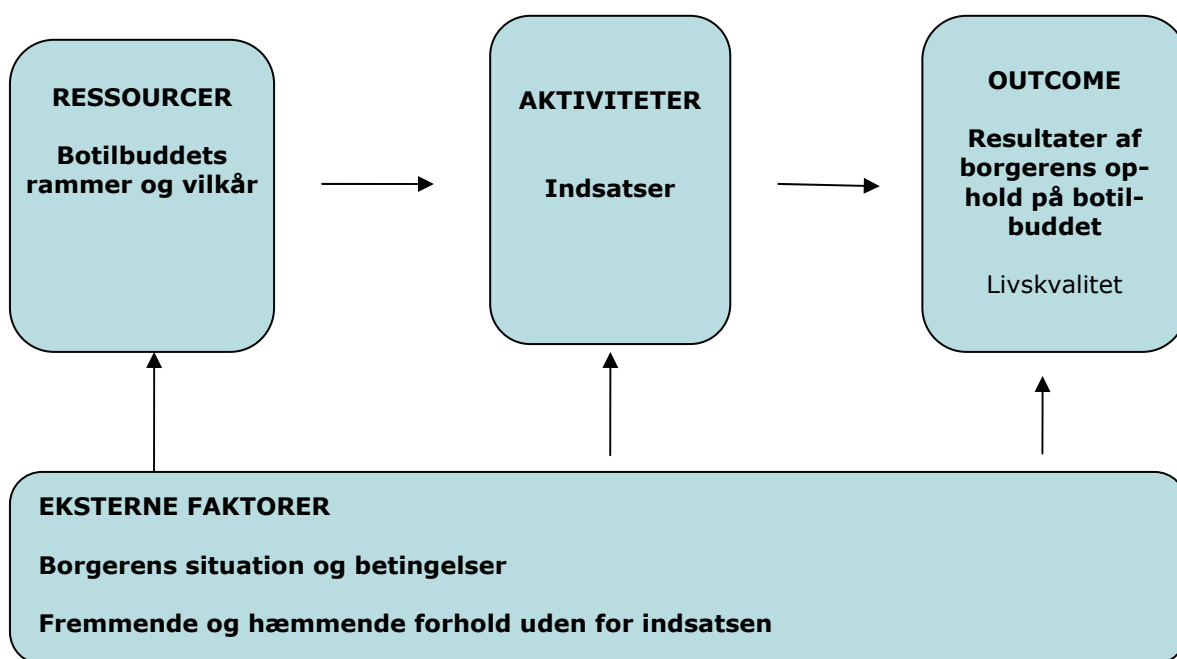 RESSOURCER
Botilbuddets
rammer og vilkår
AKTIVITETER
Indsatser
OUTCOME
Resultater af
borgerens op-
hold på botil-
buddet
Livskvalitet
EKSTERNE FAKTORER
Borgerens situation og betingelser
Fremmende og hæmmende forhold uden for indsatsen